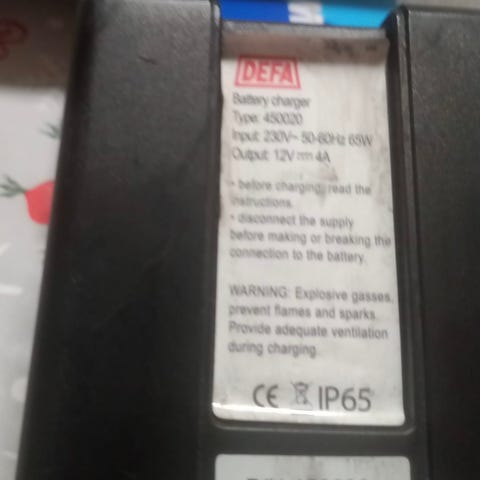 DEFA
Battery charger
Type: 450020
Input: 230V~ 50-60Hz 65W
Output: 12V⎓4A
• before charging, read the
instructions.
• disconnect the supply
before making or breaking the
connection to the battery.
WARNING: Explosive gasses,
prevent flames and sparks.
Provide adequate ventilation
during charging.
CE IP65